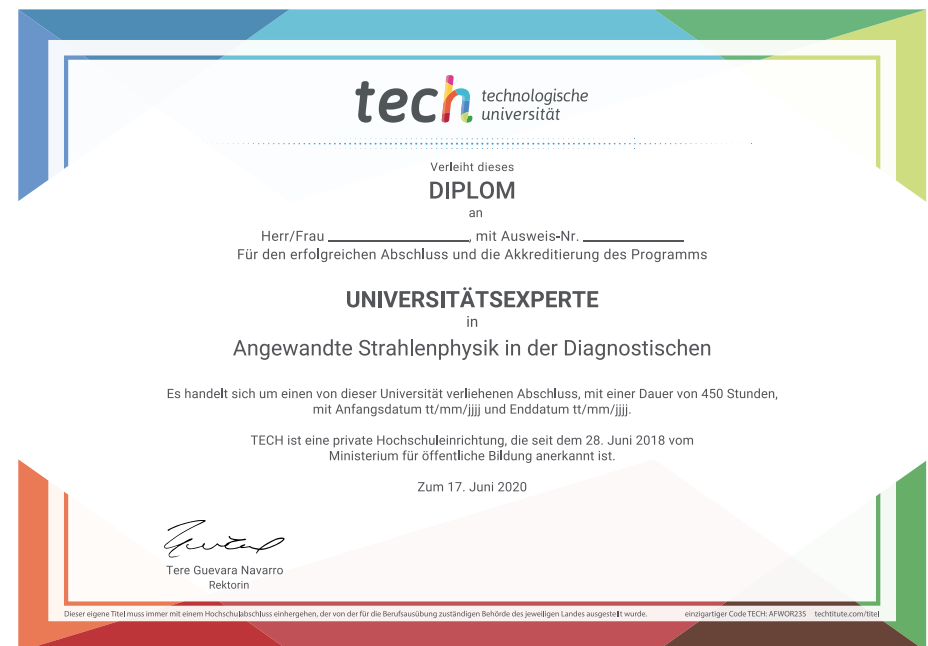 tech technologische
universität
Verleiht dieses
DIPLOM
an
Herr/Frau ____________, mit Ausweis-Nr. ____________
Für den erfolgreichen Abschluss und die Akkreditierung des Programms
UNIVERSITÄTSEXPERTE
in
Angewandte Strahlenphysik in der Diagnostischen
Es handelt sich um einen von dieser Universität verliehenen Abschluss, mit einer Dauer von 450 Stunden,
mit Anfangsdatum tt/mm/jjjj und Enddatum tt/mm/jjjj.
TECH ist eine private Hochschuleinrichtung, die seit dem 28. Juni 2018 vom
Ministerium für öffentliche Bildung anerkannt ist.
Zum 17. Juni 2020
Tere Guevara Navarro
Rektorin
Dieser eigene Titel muss immer mit einem Hochschulabschluss einhergehen, der von der für die Berufsausübung zuständigen Behörde des jeweiligen Landes ausgestellt wurde. einzigartiger Code TECH: AFWOR23S techtitute.com/titel